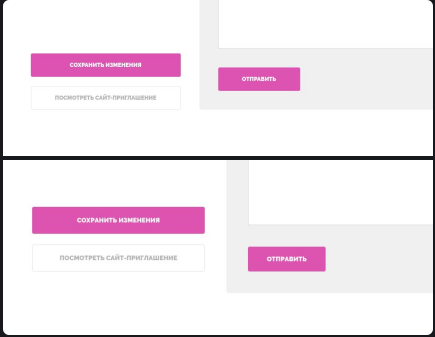 СОХРАНИТЬ ИЗМЕНЕНИЯ
ОТПРАВИТЬ
ПОСМОТРЕТЬ САЙТ-ПРИГЛАШЕНИЕ
СОХРАНИТЬ ИЗМЕНЕНИЯ
ОТПРАВИТЬ
ПОСМОТРЕТЬ САЙТ-ПРИГЛАШЕНИЕ